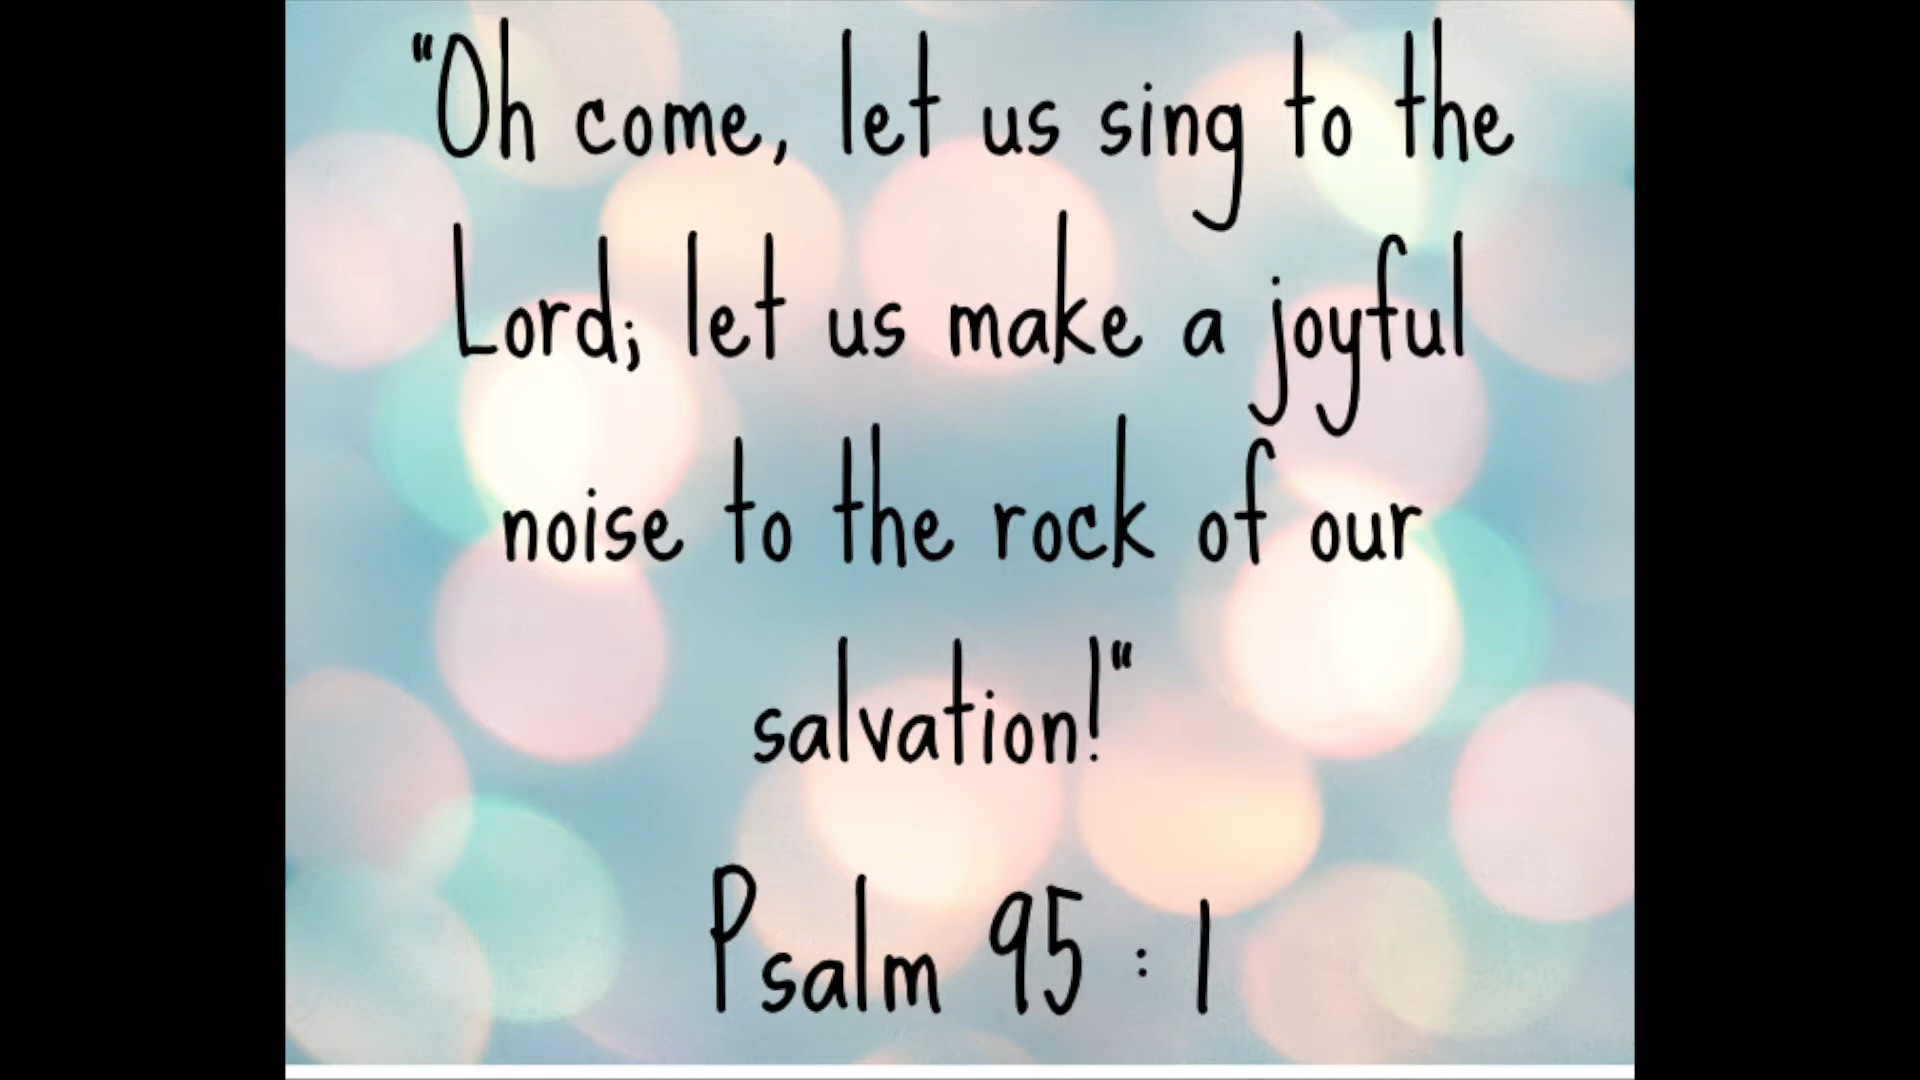 "Oh come, let us sing to the
Lord; let us make a joyful
noise to the rock of our
salvation!"
Psalm 95 : 1